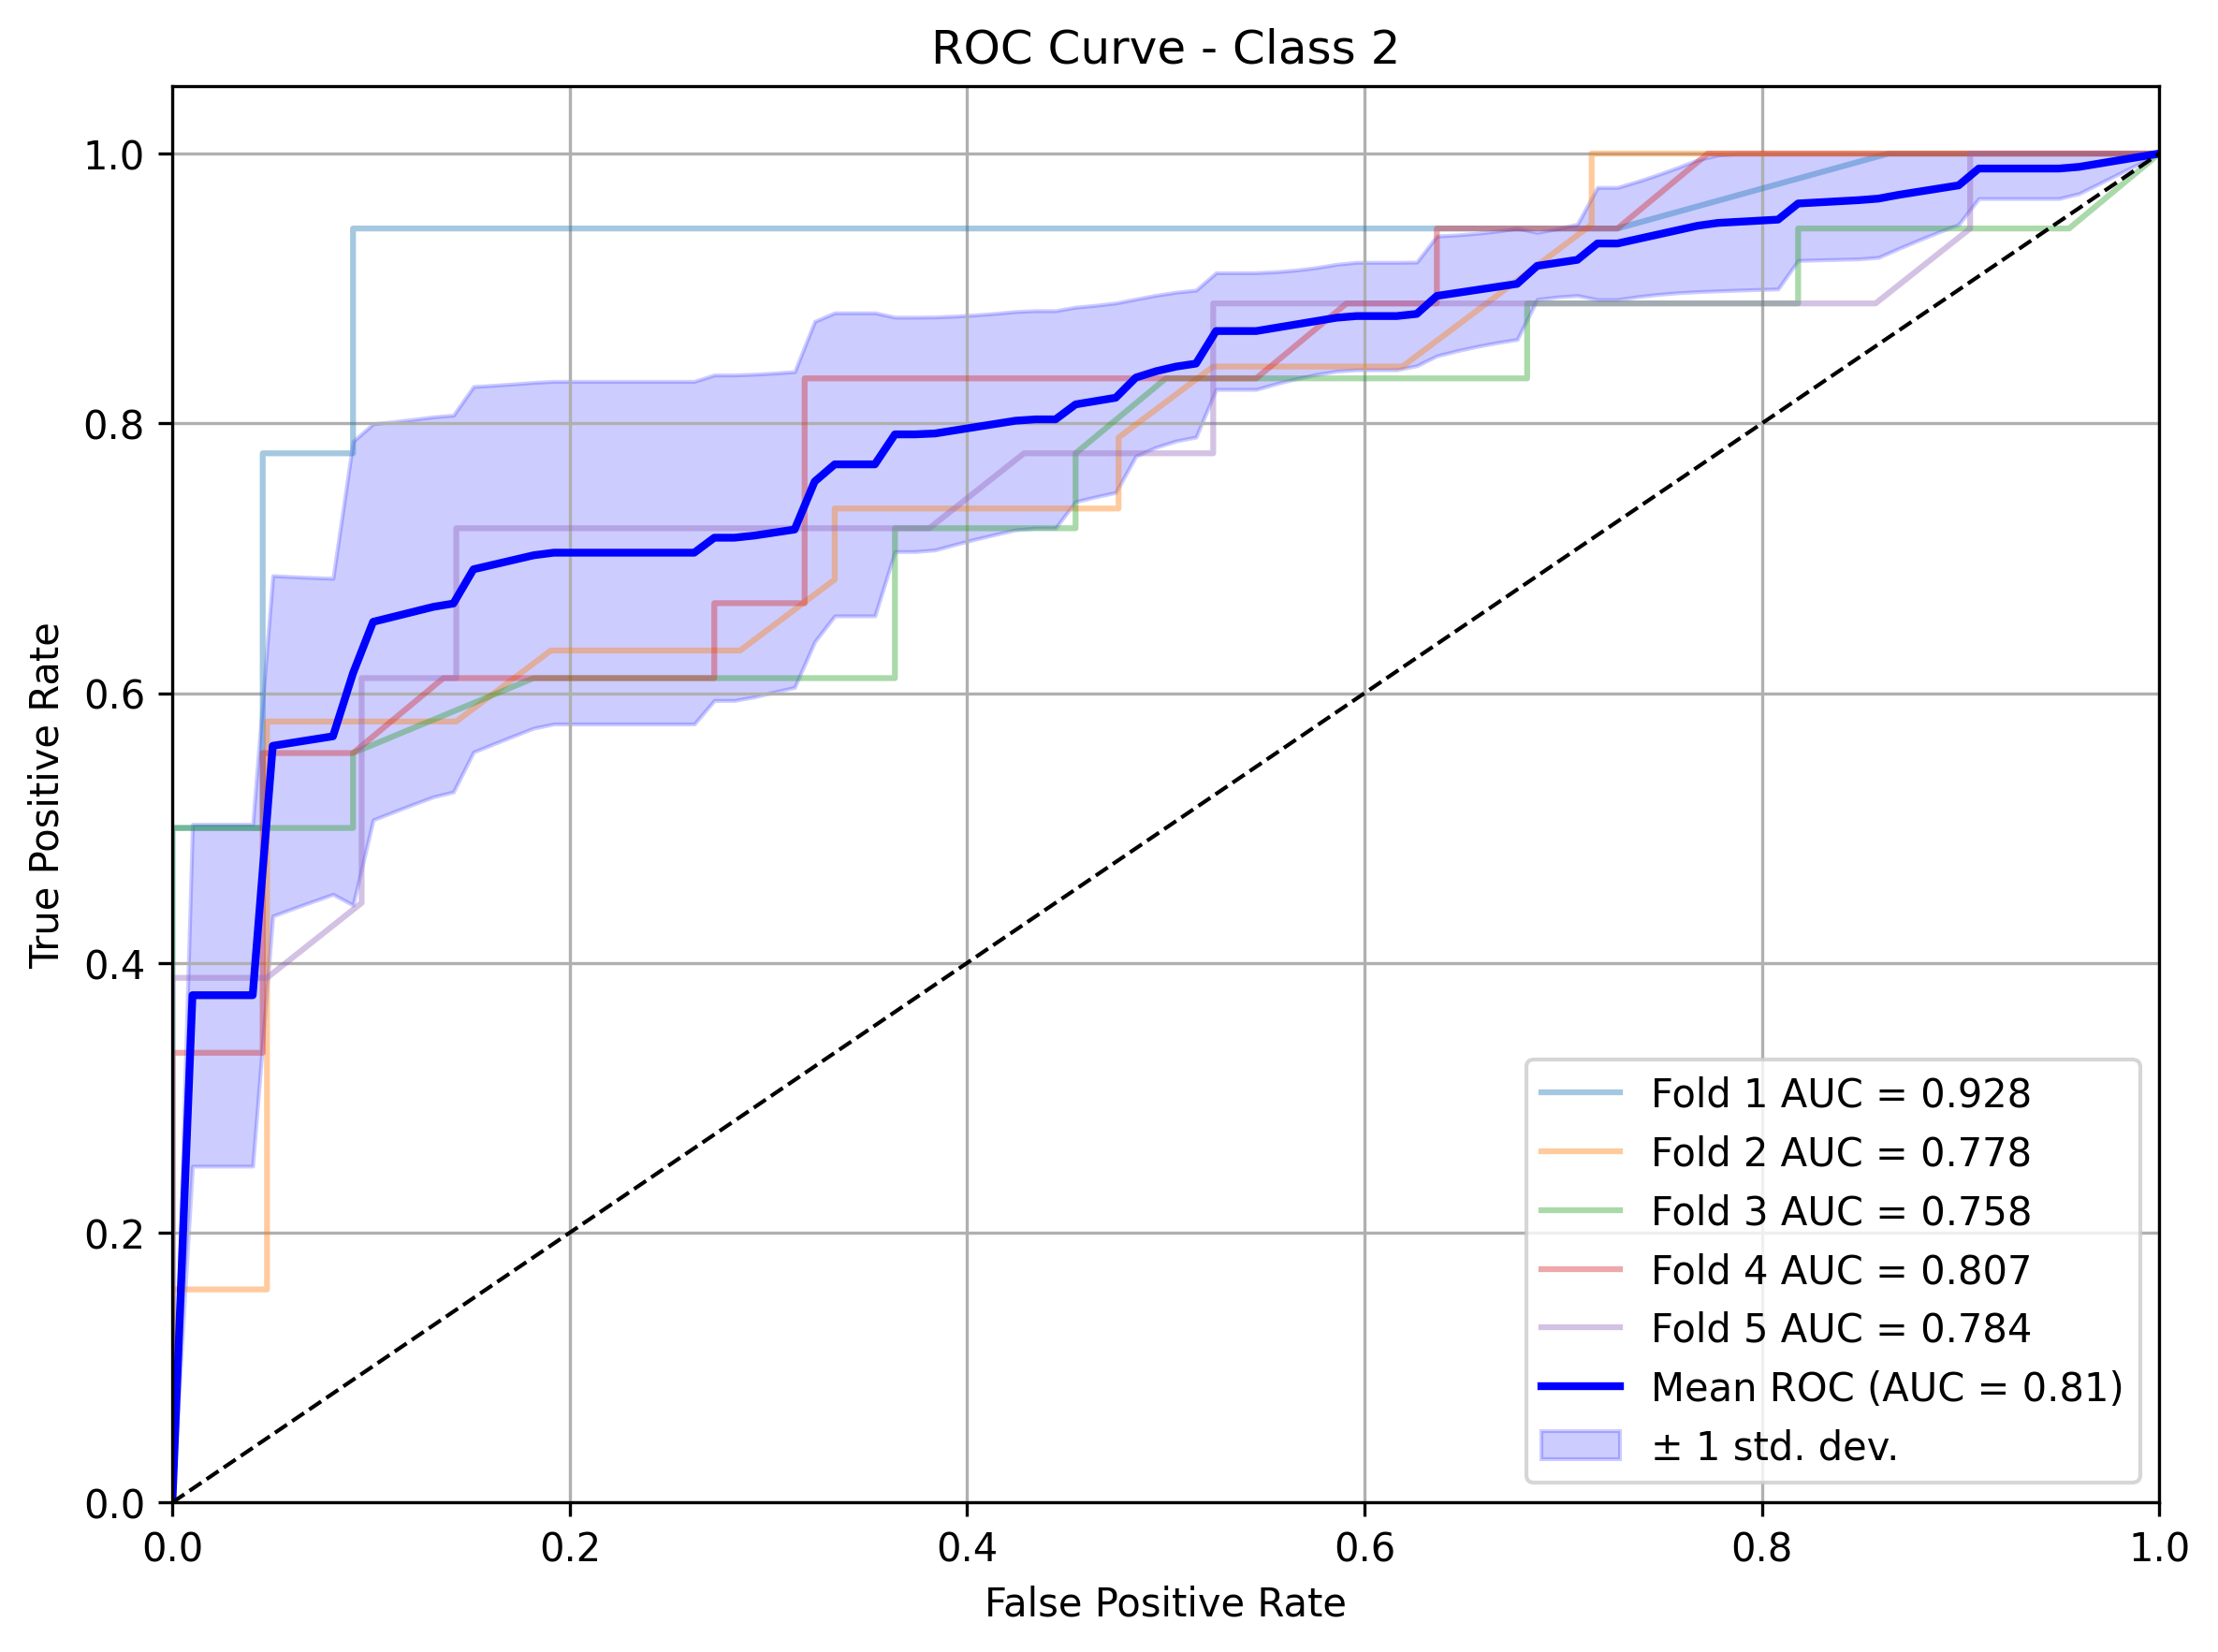 ROC Curve - Class 2
True Positive Rate
1.0
0.8
0.6
0.4
0.2
0.0
0.0 0.2 0.4 0.6 0.8 1.0
False Positive Rate
Fold 1 AUC = 0.928
Fold 2 AUC = 0.778
Fold 3 AUC = 0.758
Fold 4 AUC = 0.807
Fold 5 AUC = 0.784
Mean ROC (AUC = 0.81)
± 1 std. dev.